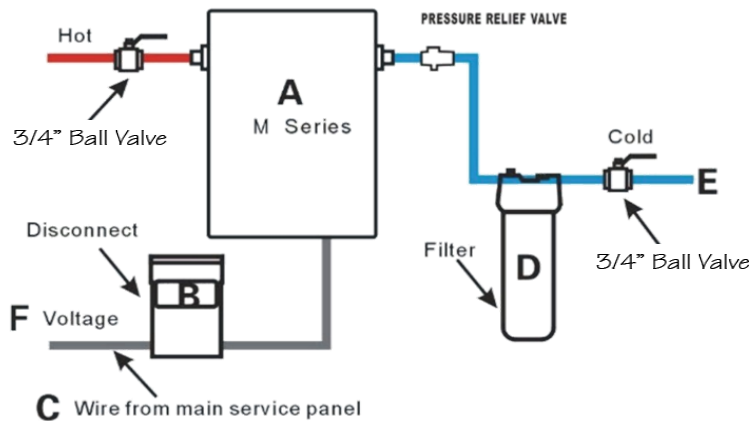 PRESSURE RELIEF VALVE
Hot
3/4” Ball Valve
A
M Series
Cold
E
3/4” Ball Valve
Disconnect
B
Filter
D
F Voltage
C Wire from main service panel